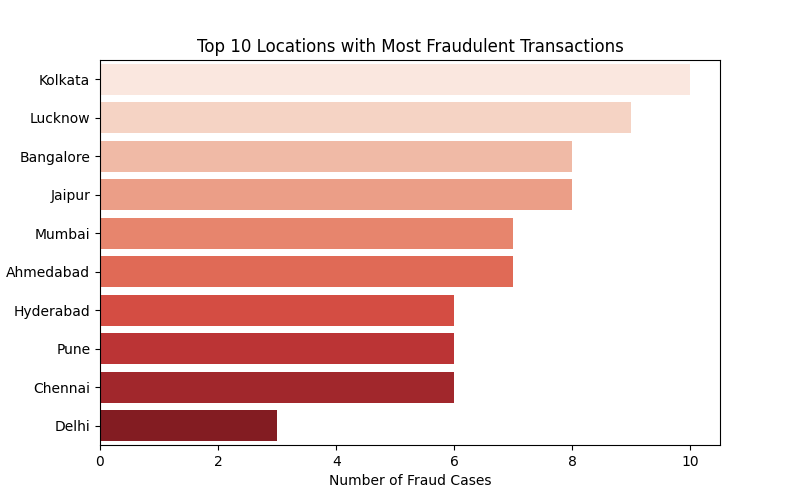 Top 10 Locations with Most Fraudulent Transactions
Kolkata
Lucknow
Bangalore
Jaipur
Mumbai
Ahmedabad
Hyderabad
Pune
Chennai
Delhi
0 2 4 6 8 10
Number of Fraud Cases